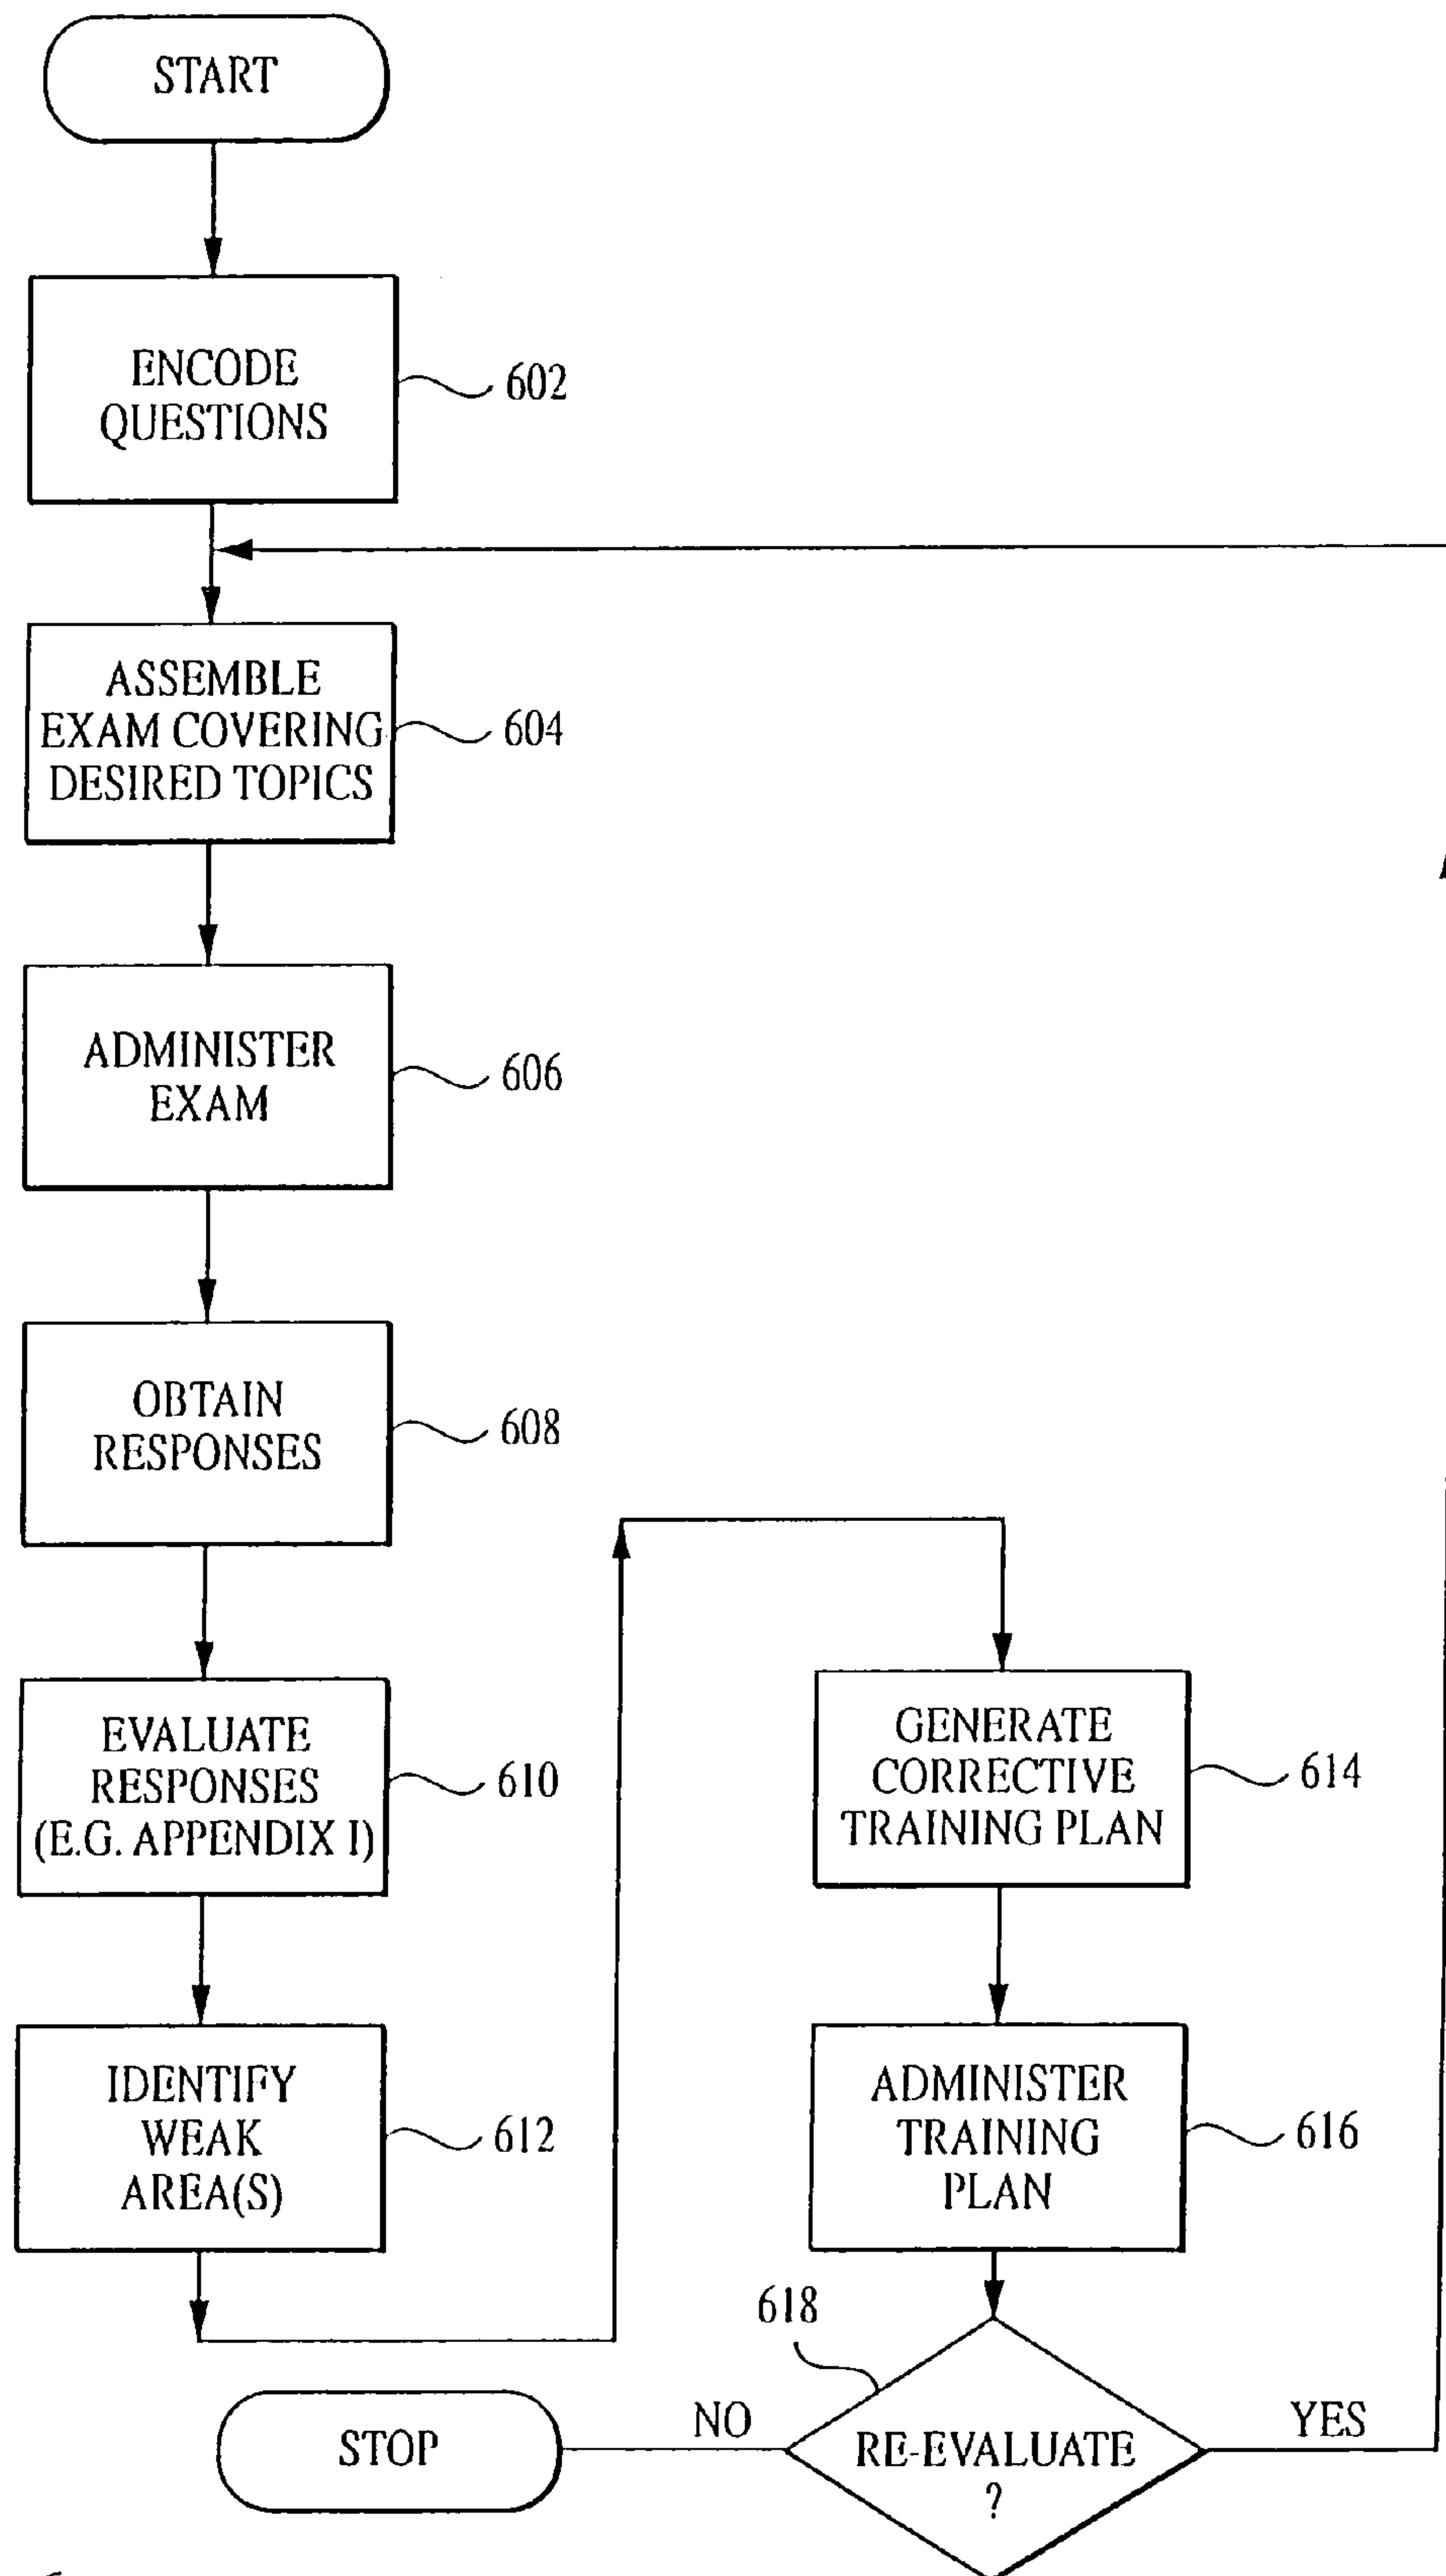 START
ENCODE
QUESTIONS
602
ASSEMBLE
EXAM COVERING
DESIRED TOPICS
604
ADMINISTER
EXAM
606
OBTAIN
RESPONSES
608
EVALUATE
RESPONSES
(E.G. APPENDIX I)
610
IDENTIFY
WEAK
AREA(S)
612
GENERATE
CORRECTIVE
TRAINING PLAN
614
ADMINISTER
TRAINING
PLAN
616
618
RE-EVALUATE
?
YES
NO
STOP